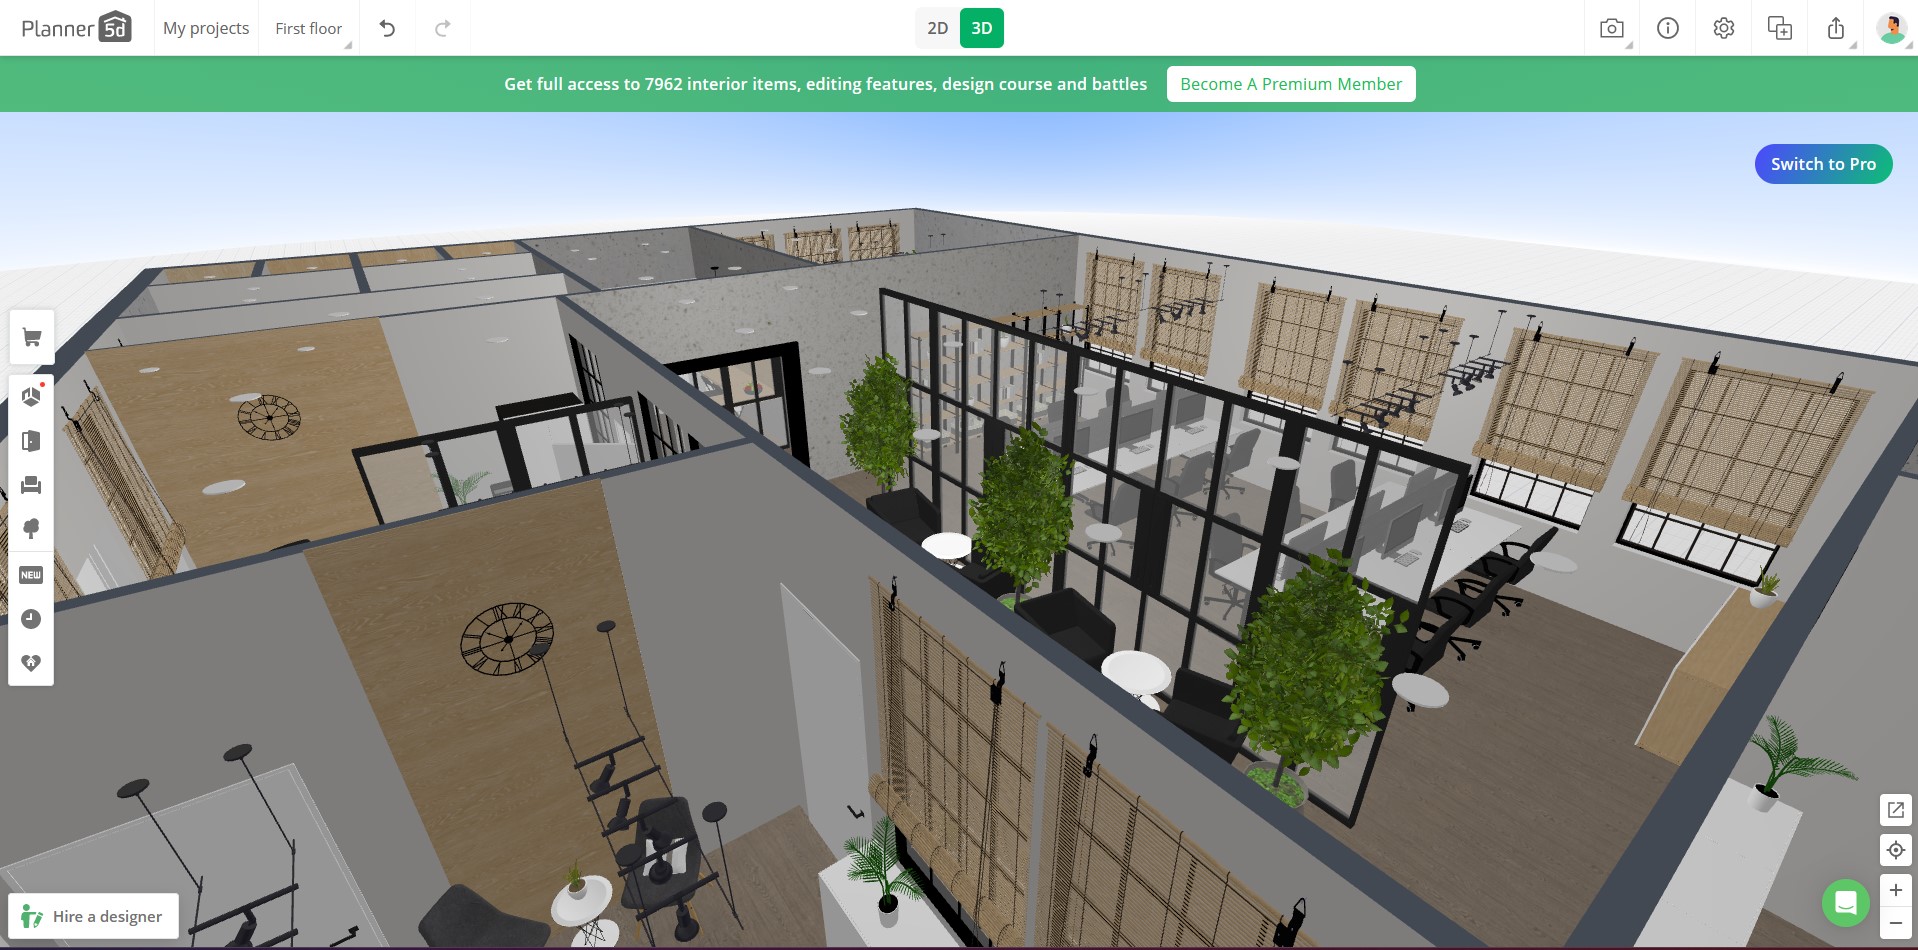 Planner 5d
My projects
First floor
2D
3D
Get full access to 7962 interior items, editing features, design course and battles
Become A Premium Member
Switch to Pro
NEW
Hire a designer